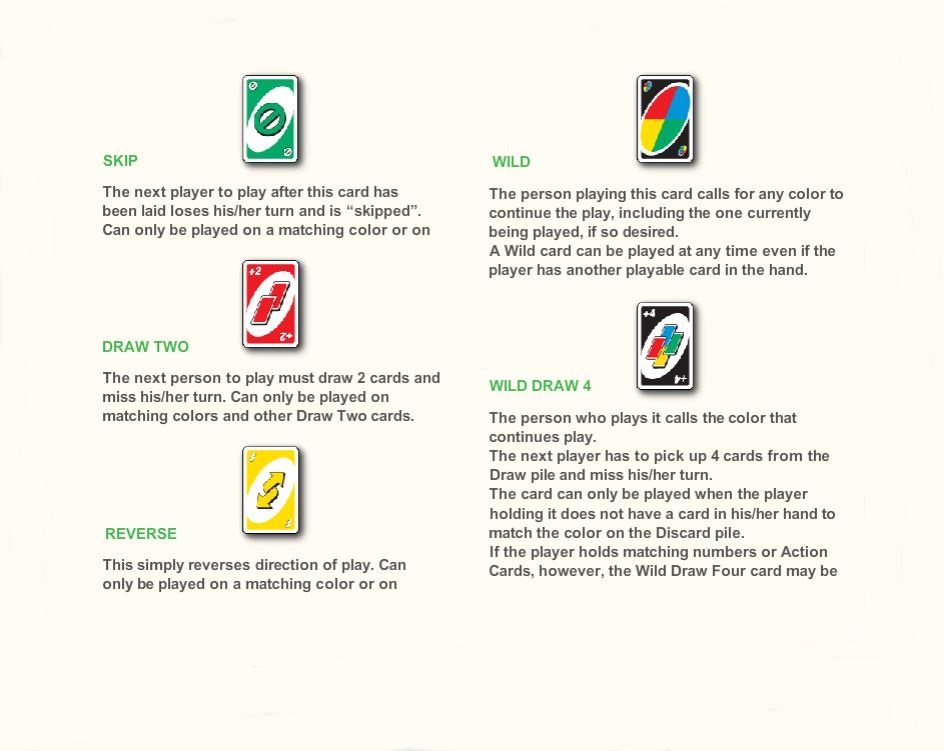 SKIP
The next player to play after this card has
been laid loses his/her turn and is “skipped”.
Can only be played on a matching color or on
+2
+2
DRAW TWO
The next person to play must draw 2 cards and
miss his/her turn. Can only be played on
matching colors and other Draw Two cards.
REVERSE
This simply reverses direction of play. Can
only be played on a matching color or on
WILD
The person playing this card calls for any color to
continue the play, including the one currently
being played, if so desired.
A Wild card can be played at any time even if the
player has another playable card in the hand.
+4
+4
WILD DRAW 4
The person who plays it calls the color that
continues play.
The next player has to pick up 4 cards from the
Draw pile and miss his/her turn.
The card can only be played when the player
holding it does not have a card in his/her hand to
match the color on the Discard pile.
If the player holds matching numbers or Action
Cards, however, the Wild Draw Four card may be